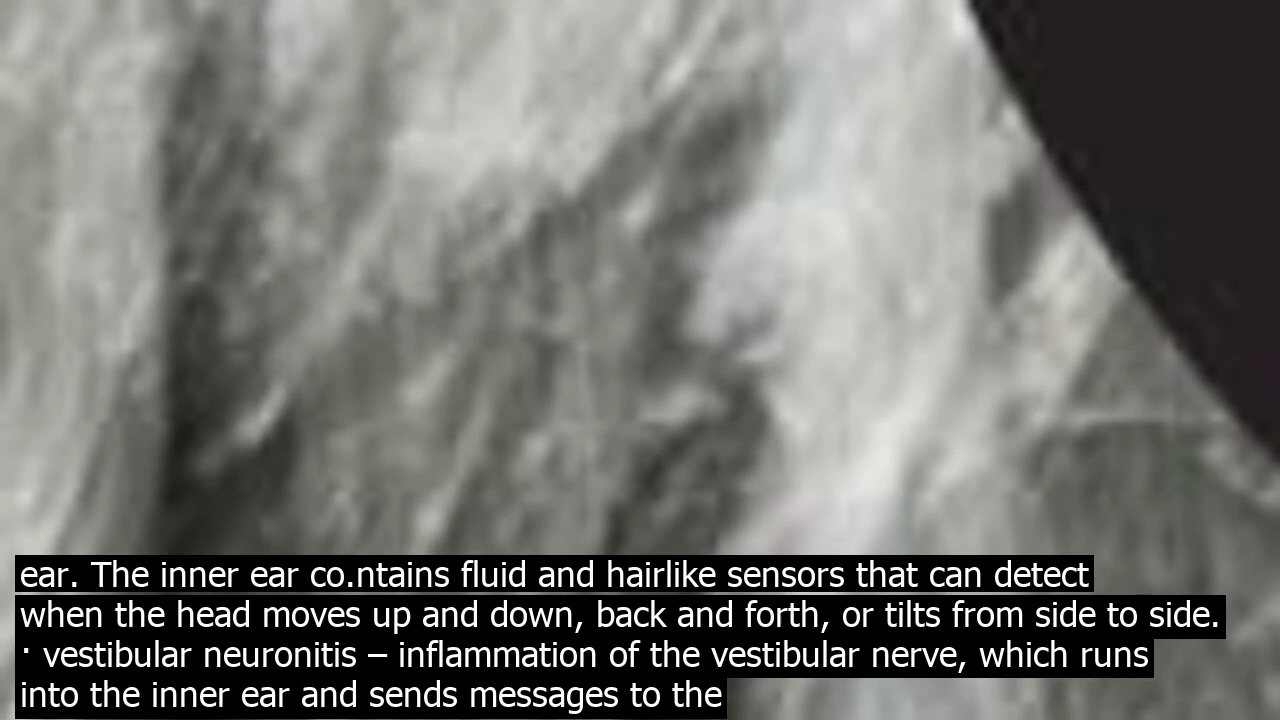 ear. The inner ear co.ntains fluid and hairlike sensors that can detect
when the head moves up and down, back and forth, or tilts from side to side.
· vestibular neuronitis – inflammation of the vestibular nerve, which runs
into the inner ear and sends messages to the